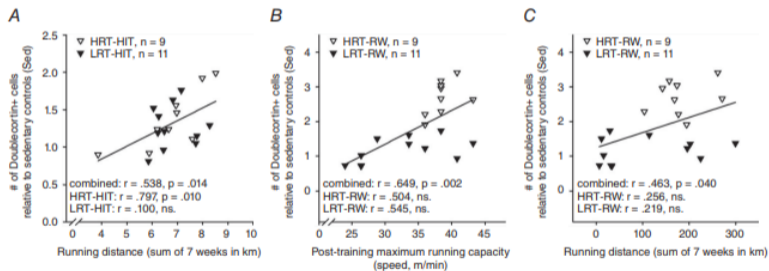 A
# of Doublecortin+ cells
relative to sedentary controls (Sed)
2.5
2.0
1.5
1.0
0.5
0.0
▽ HRT-HIT, n = 9
▼ LRT-HIT, n = 11
combined: r = .538, p = .014
HRT-HIT: r = .797, p = .010
LRT-HIT: r = .100, ns.
0 4 5 6 7 8 9 10
Running distance (sum of 7 weeks in km)
B
# of Doublecortin+ cells
relative to sedentary controls (Sed)
4
3
2
1
0
▽ HRT-RW, n = 9
▼ LRT-RW, n = 11
combined: r = .649, p = .002
HRT-RW: r = .504, ns.
LRT-RW: r = .545, ns.
0 25 30 35 40 45
Post-training maximum running capacity
(speed, m/min)
C
# of Doublecortin+ cells
relative to sedentary controls (Sed)
4
3
2
1
0
▽ HRT-RW, n = 9
▼ LRT-RW, n = 11
combined: r = .463, p = .040
HRT-RW: r = .256, ns.
LRT-RW: r = .219, ns.
0 100 200 300
Running distance (sum of 7 weeks in km)